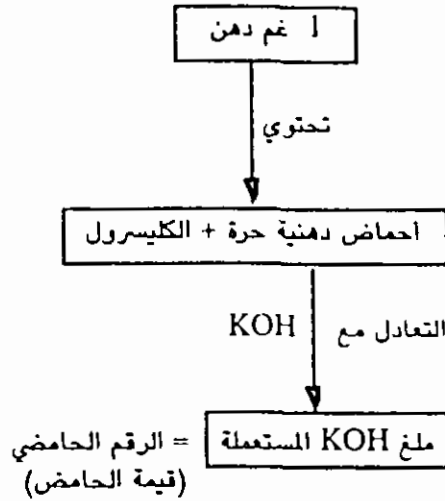 1 غم دهن
تحتوي
أحماض دهنية حرة + الكليسرول
التعادل مع KOH
ملغ KOH المستعملة = الرقم الحامضي
(قيمة الحامض)